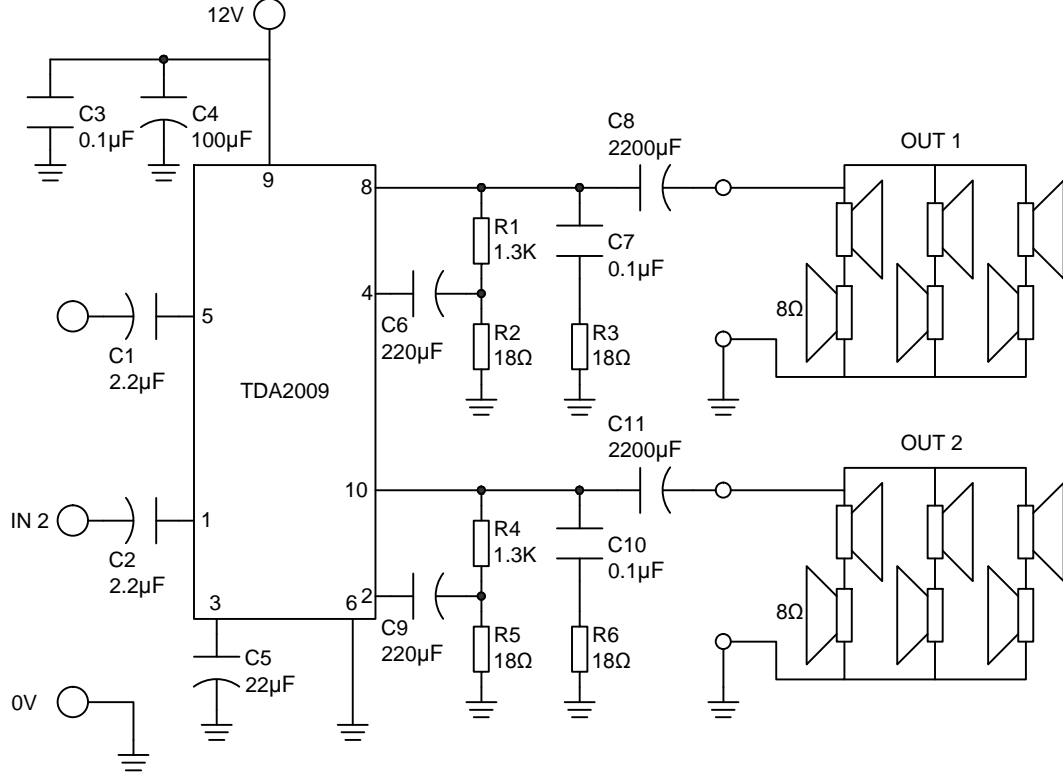 12V
C3
0.1µF
C4
100µF
C8
2200µF
OUT 1
9
8
R1
1.3K
C7
0.1µF
4
C6
220µF
5
C1
2.2µF
R2
18Ω
R3
18Ω
8Ω
TDA2009
C11
2200µF
OUT 2
10
IN 2
1
C2
2.2µF
R4
1.3K
C10
0.1µF
3
6
2
C9
220µF
R5
18Ω
R6
18Ω
8Ω
C5
22µF
0V